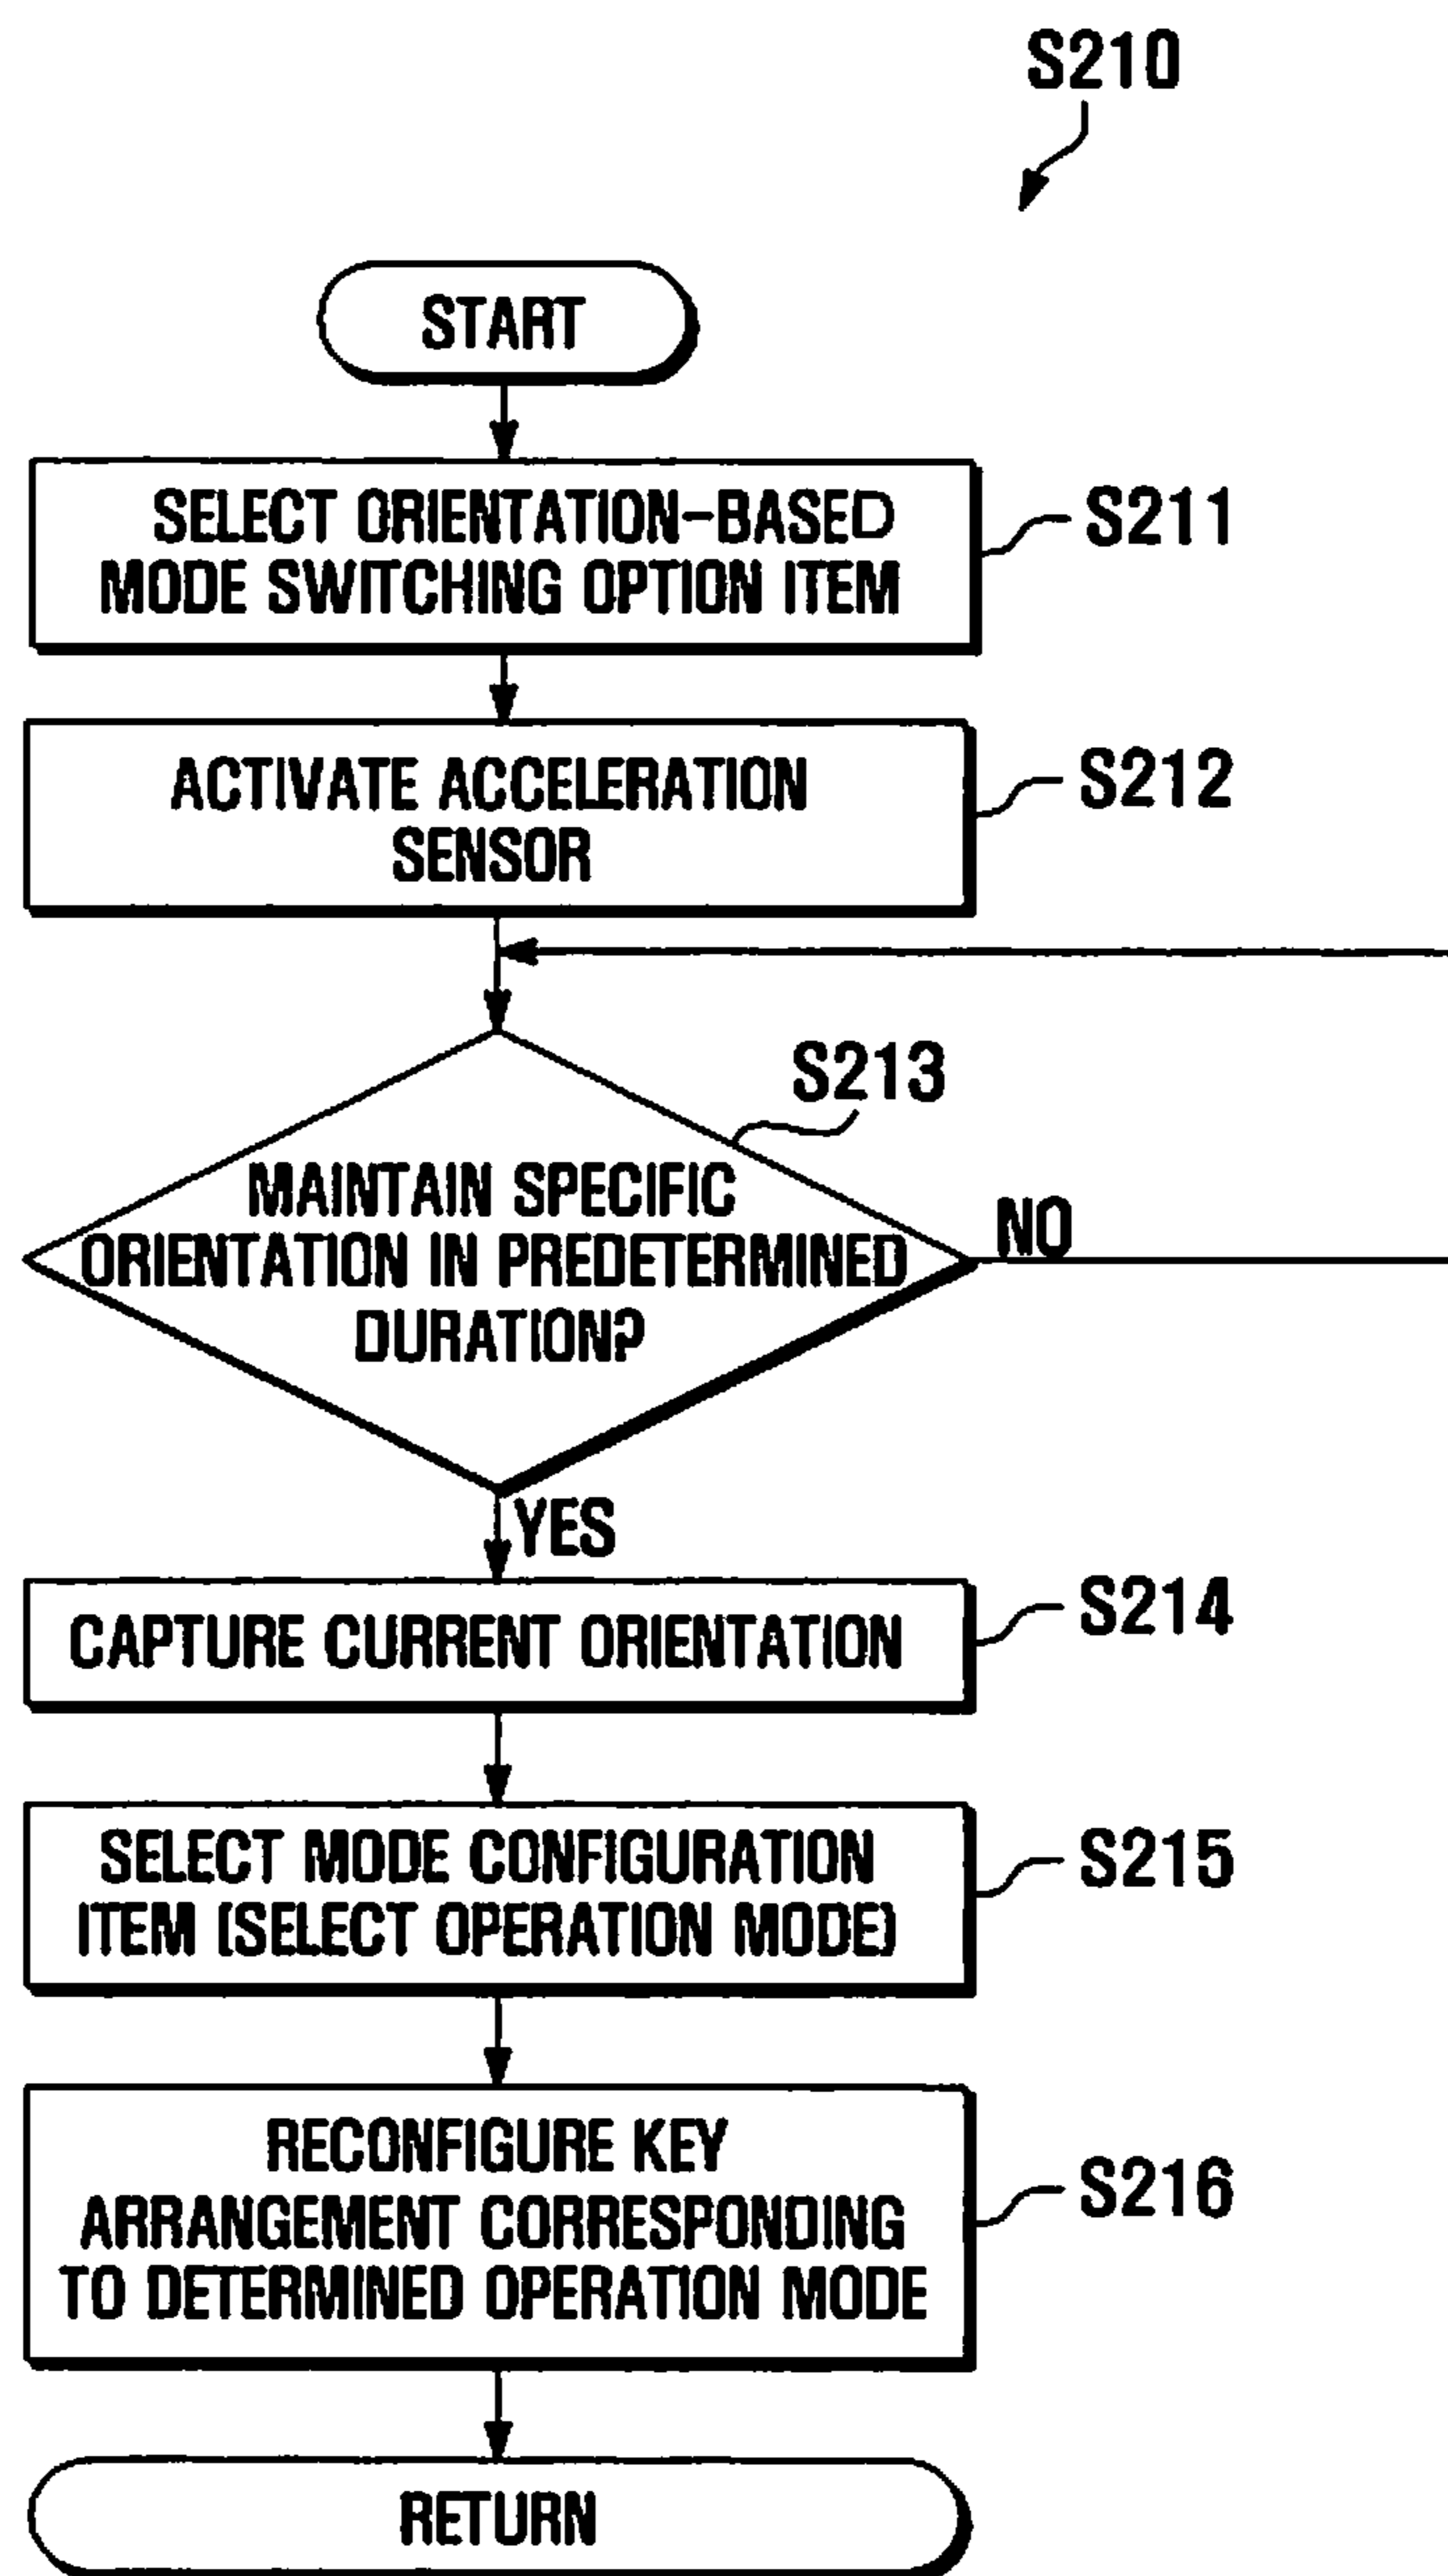 S210
START
SELECT ORIENTATION-BASED
MODE SWITCHING OPTION ITEM
S211
ACTIVATE ACCELERATION
SENSOR
S212
S213
MAINTAIN SPECIFIC
ORIENTATION IN PREDETERMINED
DURATION?
NO
YES
CAPTURE CURRENT ORIENTATION
S214
SELECT MODE CONFIGURATION
ITEM (SELECT OPERATION MODE)
S215
RECONFIGURE KEY
ARRANGEMENT CORRESPONDING
TO DETERMINED OPERATION MODE
S216
RETURN